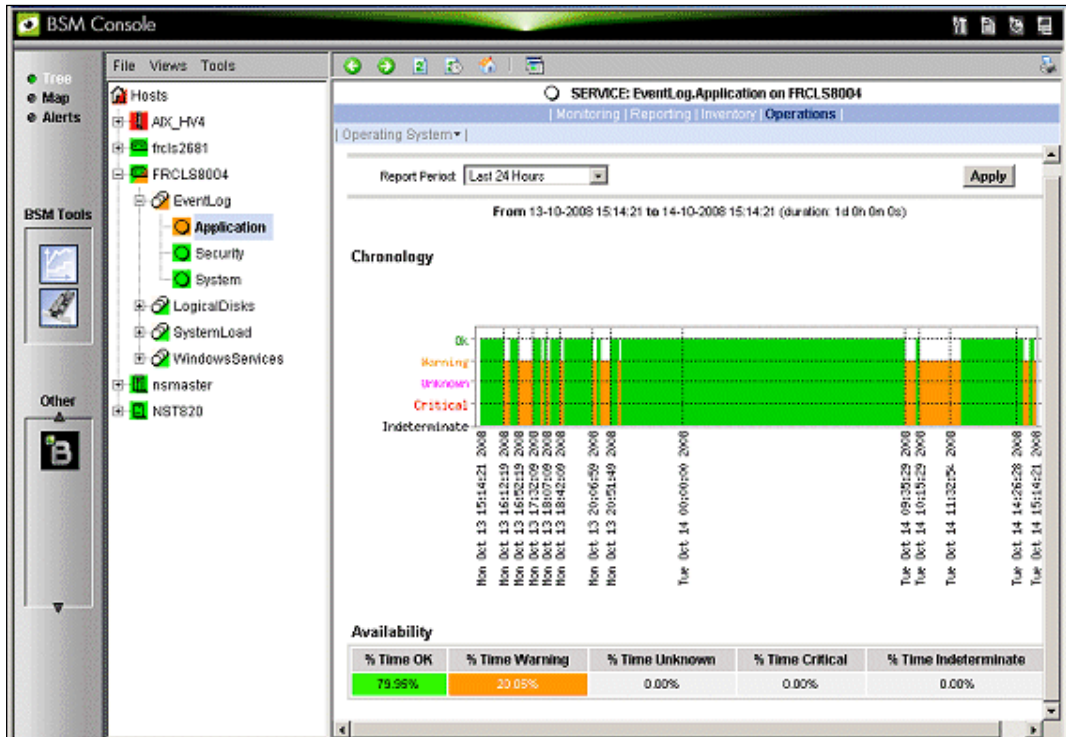 BSM Console
Tree
Map
Alerts
BSM Tools
Other
B
File Views Tools
Hosts
AIX_HV4
frcls2681
FRCLS8004
EventLog
Application
Security
System
LogicalDisks
SystemLoad
WindowsServices
nsmaster
NST820
SERVICE: EventLog.Application on FRCLS8004
| Monitoring | Reporting | Inventory | Operations |
| Operating System |
Report Period Last 24 Hours Apply
From 13-10-2008 15:14:21 to 14-10-2008 15:14:21 (duration: 1d 0h 0m 0s)
Chronology
Ok
Warning
Unknown
Critical
Indeterminate
Mon Oct 13 15:14:21 2008
Mon Oct 13 16:12:19 2008
Mon Oct 13 16:52:19 2008
Mon Oct 13 17:32:09 2008
Mon Oct 13 18:07:09 2008
Mon Oct 13 18:42:09 2008
Mon Oct 13 20:06:59 2008
Mon Oct 13 20:51:49 2008
Tue Oct 14 00:00:00 2008
Tue Oct 14 09:35:29 2008
Tue Oct 14 10:15:29 2008
Tue Oct 14 11:32:54 2008
Tue Oct 14 14:26:28 2008
Tue Oct 14 15:14:21 2008
Availability
% Time OK % Time Warning % Time Unknown % Time Critical % Time Indeterminate
79.95% 20.05% 0.00% 0.00% 0.00%